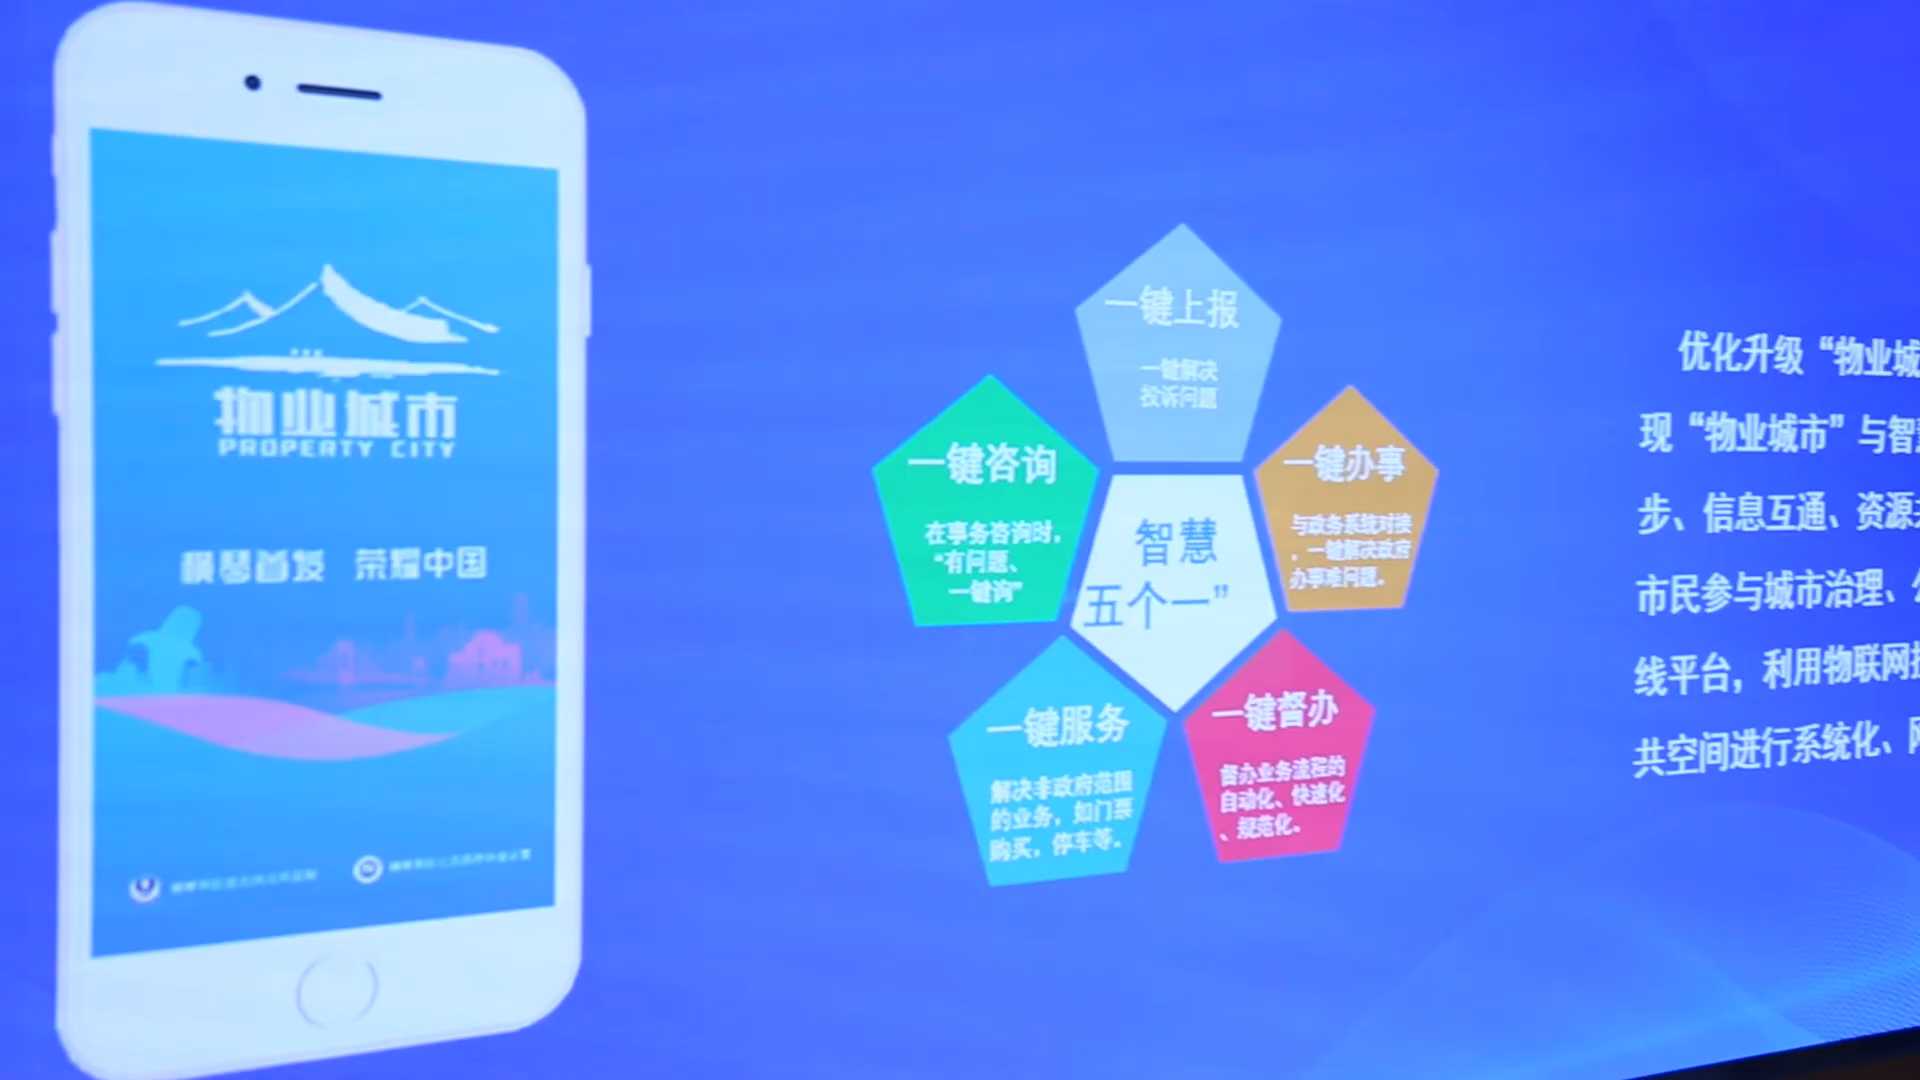 物业城市
PROPERTY CITY
横琴首发 荣耀中国
一键上报
一键解决
投诉问题
一键咨询
在事务咨询时，
“有问题、
一键询”
一键办事
与政务系统对接
，一键解决政府
办事难问题。
智慧
五个一”
一键服务
解决非政府范围
的业务，如门票
购买，停车等。
一键督办
督办业务流程的
自动化、快速化
、规范化。
优化升级“物业城
现“物业城市”与智
步、信息互通、资源
市民参与城市治理、
线平台，利用物联网
共空间进行系统化、